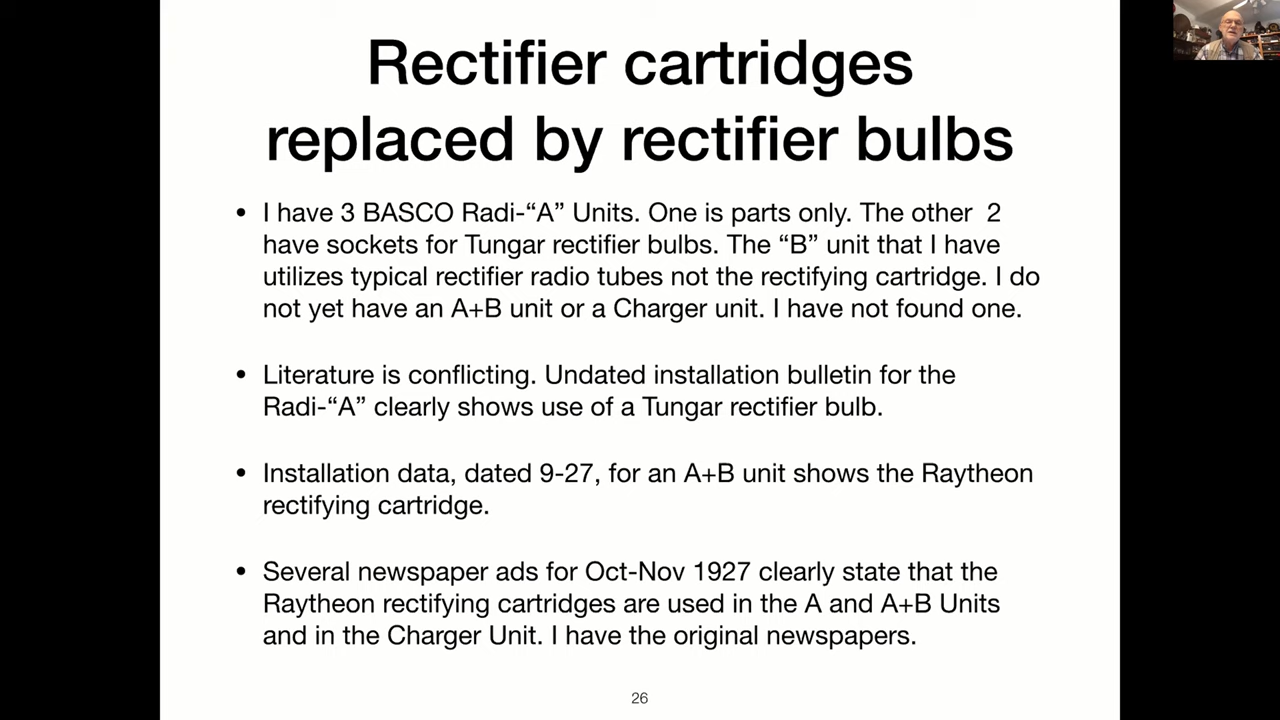 Rectifier cartridges
replaced by rectifier bulbs
• I have 3 BASCO Radi-“A” Units. One is parts only. The other  2
have sockets for Tungar rectifier bulbs. The “B” unit that I have
utilizes typical rectifier radio tubes not the rectifying cartridge. I do
not yet have an A+B unit or a Charger unit. I have not found one.
• Literature is conflicting. Undated installation bulletin for the
Radi-“A” clearly shows use of a Tungar rectifier bulb.
• Installation data, dated 9-27, for an A+B unit shows the Raytheon
rectifying cartridge.
• Several newspaper ads for Oct-Nov 1927 clearly state that the
Raytheon rectifying cartridges are used in the A and A+B Units
and in the Charger Unit. I have the original newspapers.
26